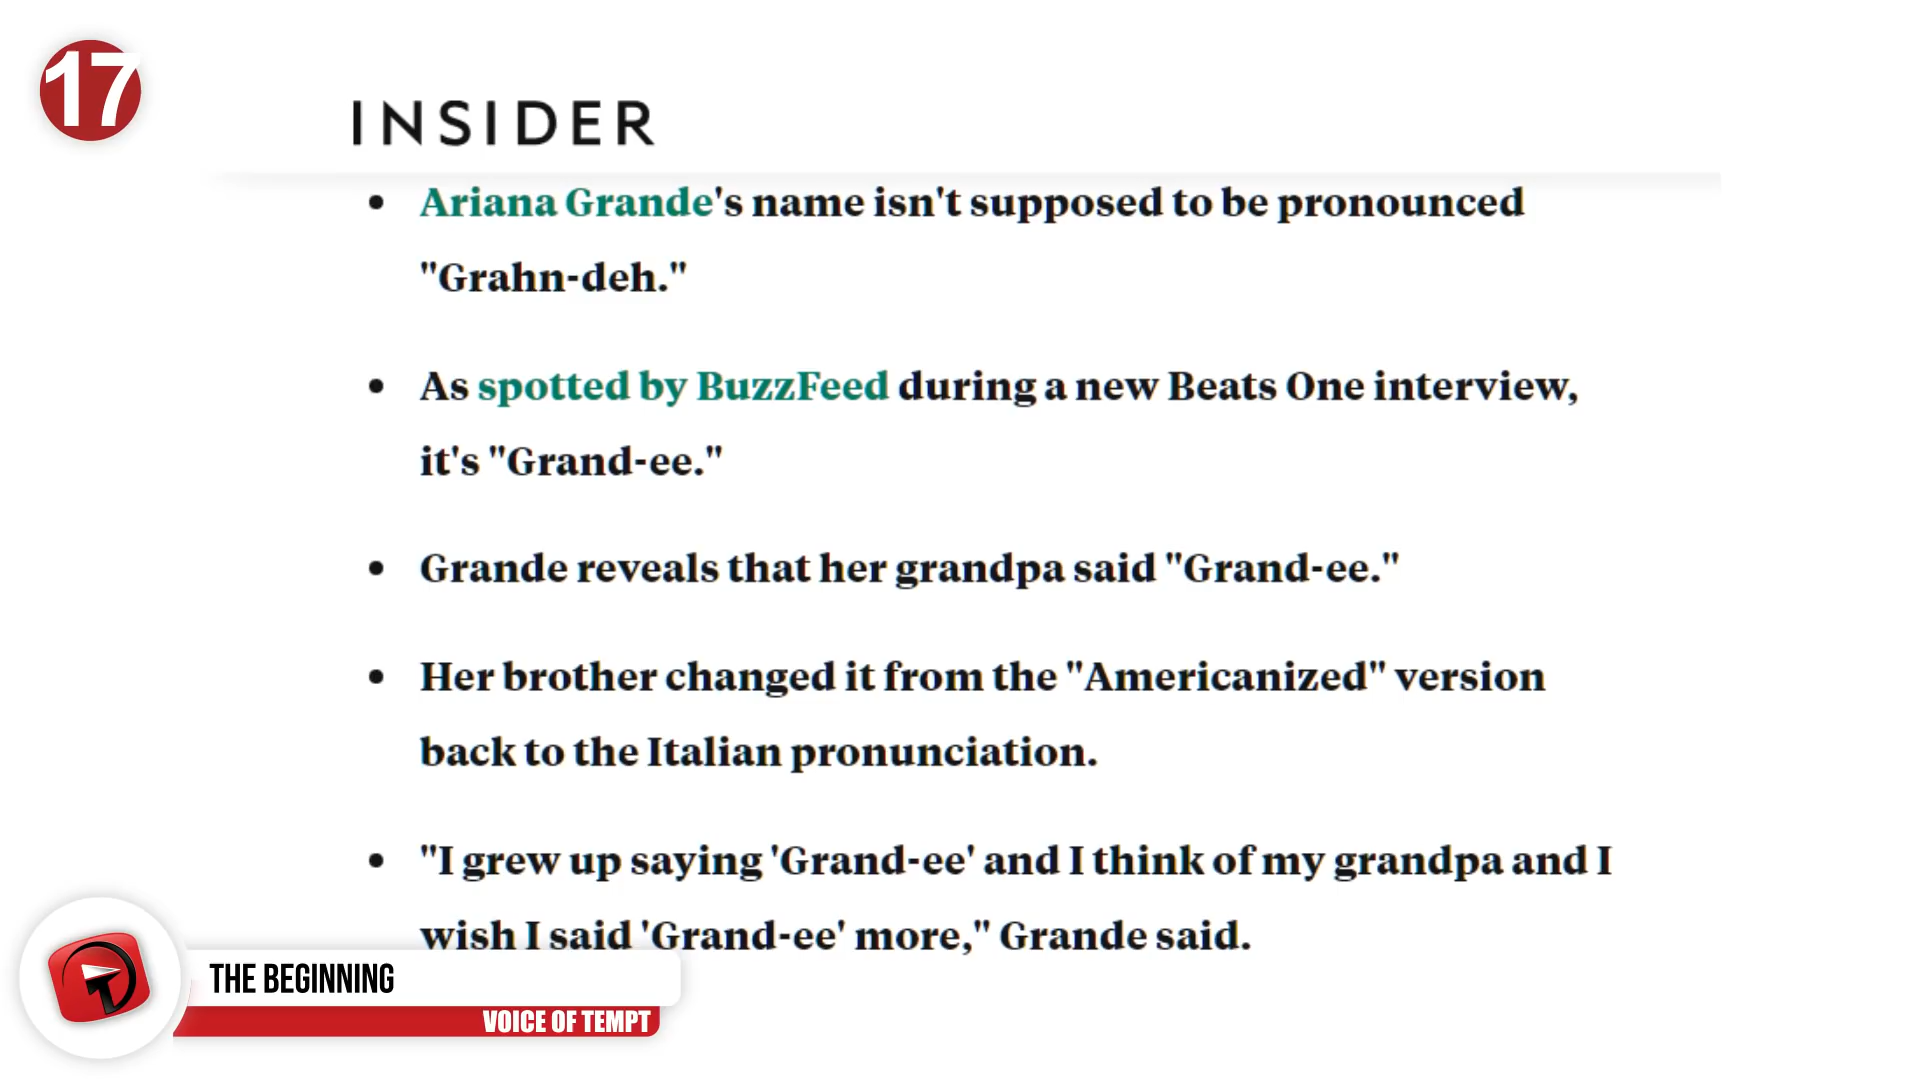 17
INSIDER
• Ariana Grande's name isn't supposed to be pronounced
"Grahn-deh."
• As spotted by BuzzFeed during a new Beats One interview,
it's "Grand-ee."
• Grande reveals that her grandpa said "Grand-ee."
• Her brother changed it from the "Americanized" version
back to the Italian pronunciation.
• "I grew up saying 'Grand-ee' and I think of my grandpa and I
wish I said 'Grand-ee' more," Grande said.
THE BEGINNING
VOICE OF TEMPT